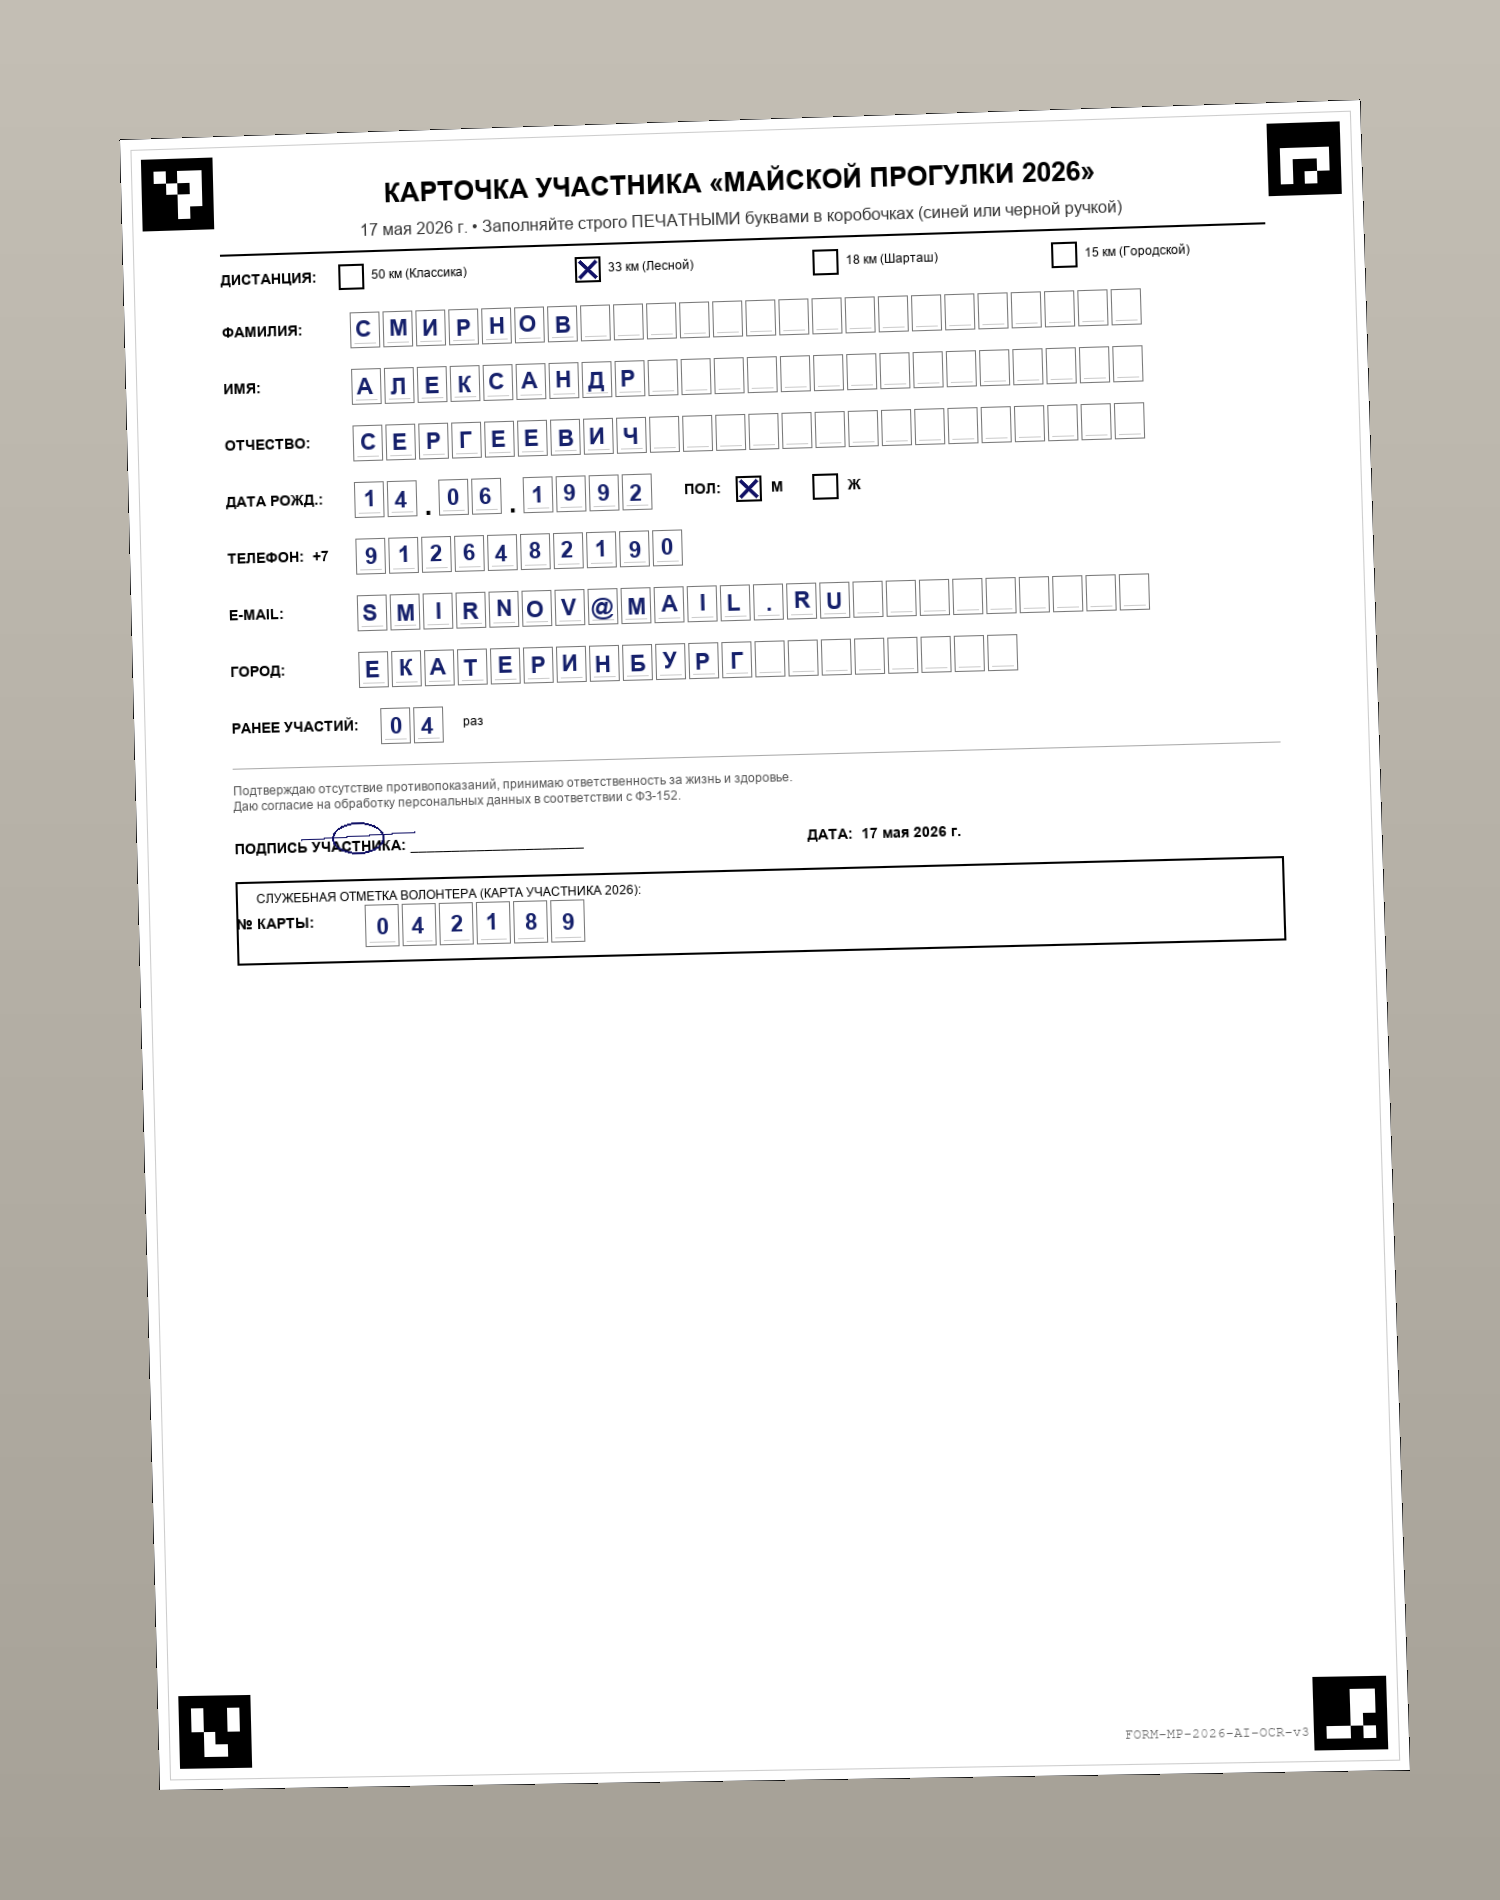 КАРТОЧКА УЧАСТНИКА «МАЙСКОЙ ПРОГУЛКИ 2026»
17 мая 2026 г. • Заполняйте строго ПЕЧАТНЫМИ буквами в коробочках (синей или черной ручкой)
ДИСТАНЦИЯ: 50 км (Классика) 33 км (Лесной) 18 км (Шарташ) 15 км (Городской)
ФАМИЛИЯ: СМИРНОВ
ИМЯ: АЛЕКСАНДР
ОТЧЕСТВО: СЕРГЕЕВИЧ
ДАТА РОЖД.: 14.06.1992 ПОЛ: М Ж
ТЕЛЕФОН: +7 9126482190
E-MAIL: SMIRNOV@MAIL.RU
ГОРОД: ЕКАТЕРИНБУРГ
РАНЕЕ УЧАСТИЙ: 04 раз
Подтверждаю отсутствие противопоказаний, принимаю ответственность за жизнь и здоровье.
Даю согласие на обработку персональных данных в соответствии с ФЗ-152.
ПОДПИСЬ УЧАСТНИКА: ДАТА: 17 мая 2026 г.
СЛУЖЕБНАЯ ОТМЕТКА ВОЛОНТЕРА (КАРТА УЧАСТНИКА 2026):
№ КАРТЫ: 042189
FORM-MP-2026-AI-OCR-v3